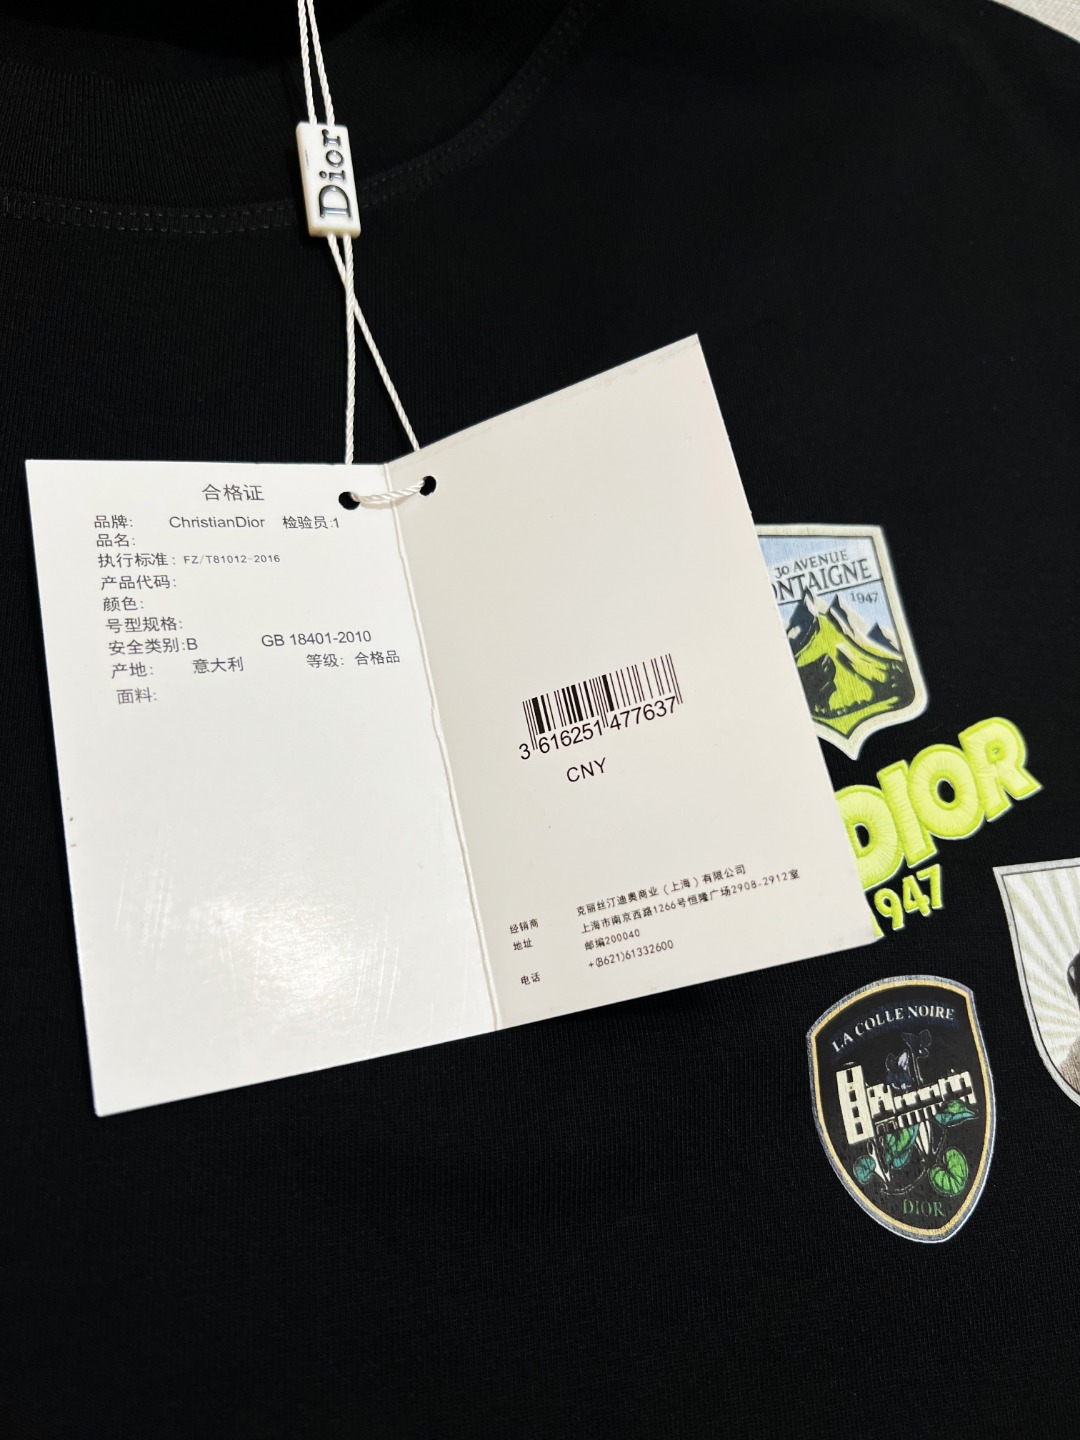 Dior
合格证
品牌: ChristianDior 检验员:1
品名:
执行标准: FZ/T81012-2016
产品代码:
颜色:
号型规格:
安全类别:B GB 18401-2010
产地: 意大利 等级: 合格品
面料:
3 616251 477637
CNY
经销商 克丽丝汀迪奥商业（上海）有限公司
地址 上海市南京西路1266号恒隆广场2908-2912室
邮编200040
电话 +(8621)61332600
30 AVENUE
ONTAIGNE
1947
DIOR
1947
LA COLLE NOIRE
DIOR